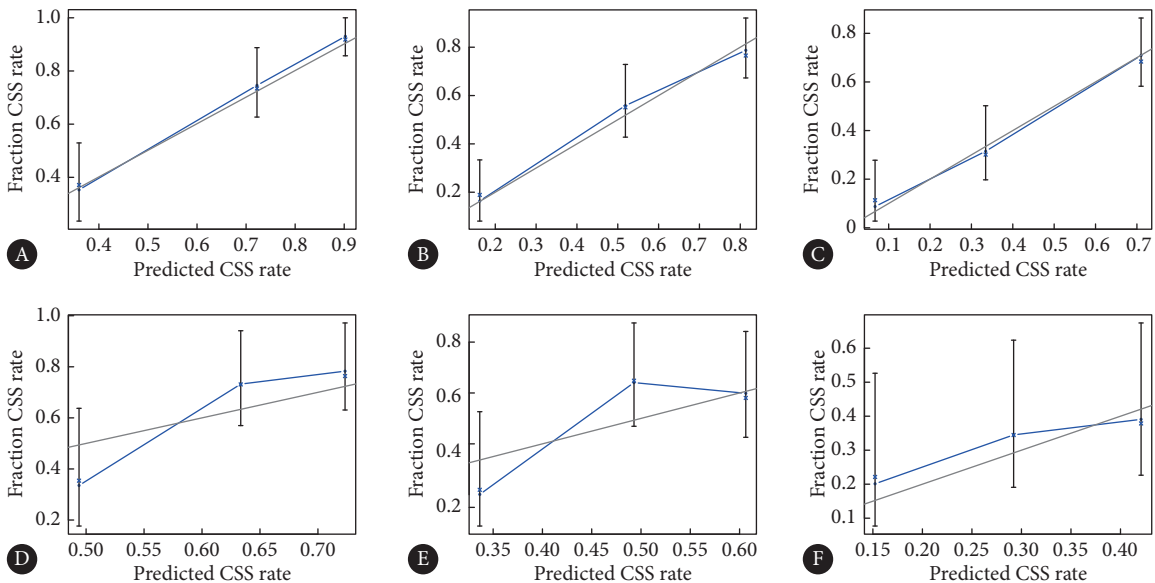 Fraction CSS rate
1.0
0.8
0.6
0.4
0.4 0.5 0.6 0.7 0.8 0.9
Predicted CSS rate
A
Fraction CSS rate
0.8
0.6
0.4
0.2
0.2 0.3 0.4 0.5 0.6 0.7 0.8
Predicted CSS rate
B
Fraction CSS rate
0.8
0.6
0.4
0.2
0
0.1 0.2 0.3 0.4 0.5 0.6 0.7
Predicted CSS rate
C
Fraction CSS rate
1.0
0.8
0.6
0.4
0.2
0.50 0.55 0.60 0.65 0.70
Predicted CSS rate
D
Fraction CSS rate
0.8
0.6
0.4
0.2
0.35 0.40 0.45 0.50 0.55 0.60
Predicted CSS rate
E
Fraction CSS rate
0.6
0.5
0.4
0.3
0.2
0.1
0.15 0.20 0.25 0.30 0.35 0.40
Predicted CSS rate
F